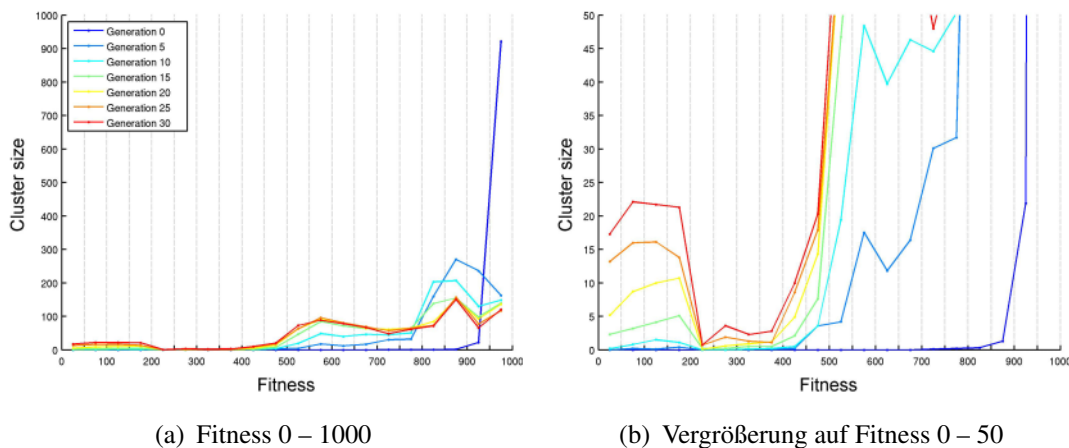 1000
900
800
700
600
500
400
300
200
100
0
Cluster size
Generation 0
Generation 5
Generation 10
Generation 15
Generation 20
Generation 25
Generation 30
0 100 200 300 400 500 600 700 800 900 1000
Fitness
(a) Fitness 0 – 1000
50
45
40
35
30
25
20
15
10
5
0
Cluster size
0 100 200 300 400 500 600 700 800 900 1000
Fitness
(b) Vergrößerung auf Fitness 0 – 50